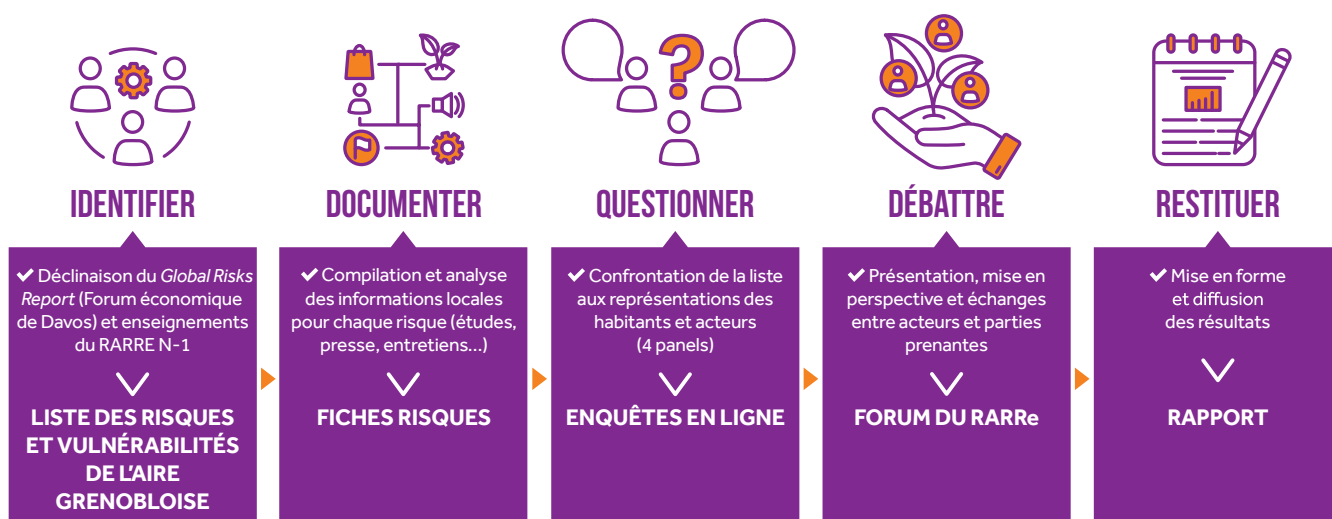 IDENTIFIER
✔ Déclinaison du Global Risks
Report (Forum économique
de Davos) et enseignements
du RARRE N-1
LISTE DES RISQUES
ET VULNÉRABILITÉS
DE L'AIRE
GRENOBLOISE
DOCUMENTER
✔ Compilation et analyse
des informations locales
pour chaque risque (études,
presse, entretiens...)
FICHES RISQUES
?
QUESTIONNER
✔ Confrontation de la liste
aux représentations des
habitants et acteurs
(4 panels)
ENQUÊTES EN LIGNE
DÉBATTRE
✔ Présentation, mise en
perspective et échanges
entre acteurs et parties
prenantes
FORUM DU RARRe
RESTITUER
✔ Mise en forme
et diffusion
des résultats
RAPPORT